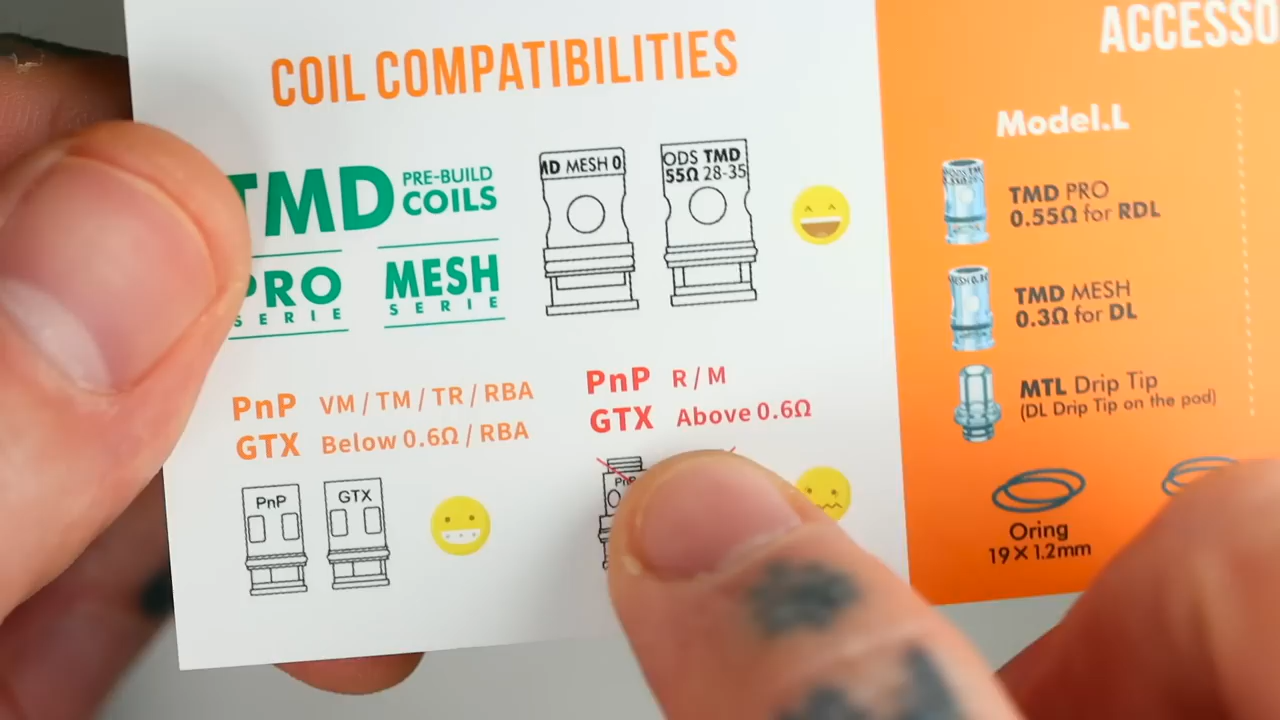 COIL COMPATIBILITIES
TMD PRE-BUILD COILS
PRO SERIE
MESH SERIE
MESH 0
ODS TMD
55Ω 28-35
PnP VM / TM / TR / RBA
GTX Below 0.6Ω / RBA
PnP
GTX
PnP R / M
GTX Above 0.6Ω
ACCESSO
Model.L
TMD PRO
0.55Ω for RDL
TMD MESH
0.3Ω for DL
MTL Drip Tip
(DL Drip Tip on the pod)
Oring
19 X 1.2mm